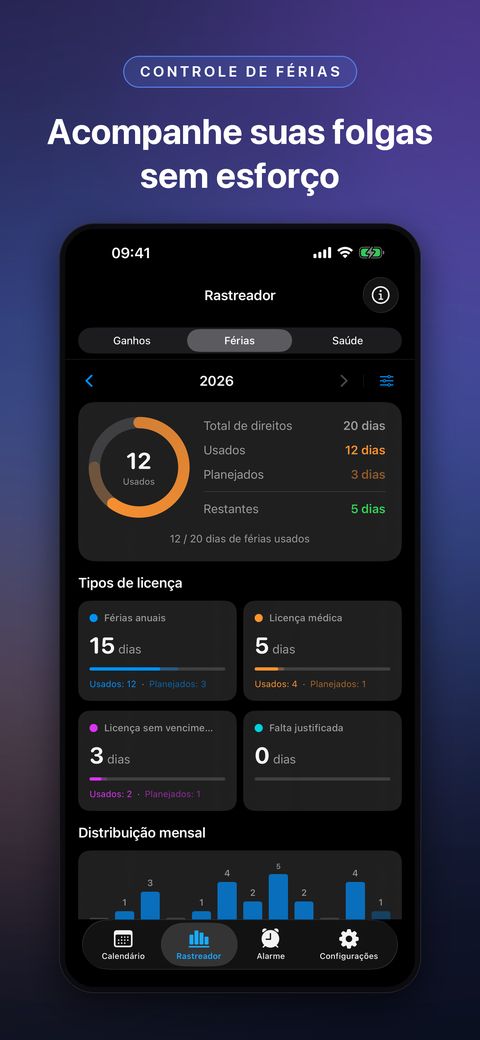 CONTROLE DE FÉRIAS
Acompanhe suas folgas
sem esforço
09:41
Rastreador
Ganhos Férias Saúde
2026
12
Usados
Total de direitos 20 dias
Usados 12 dias
Planejados 3 dias
Restantes 5 dias
12 / 20 dias de férias usados
Tipos de licença
Férias anuais
15 dias
Usados: 12 · Planejados: 3
Licença médica
5 dias
Usados: 4 · Planejados: 1
Licença sem vencime...
3 dias
Usados: 2 · Planejados: 1
Falta justificada
0 dias
Distribuição mensal
1 3 1 4 2 5 2 4 1
Calendário Rastreador Alarme Configurações